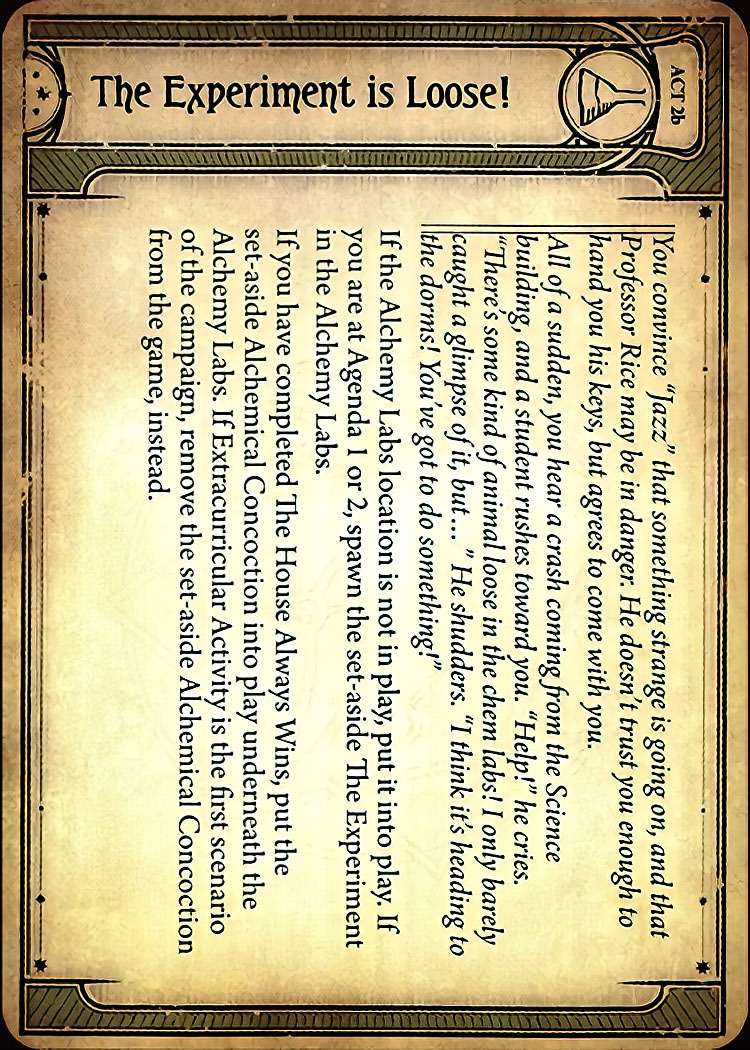 ACT 2b
The Experiment is Loose!
You convince “Jazz” that something strange is going on, and that
Professor Rice may be in danger. He doesn’t trust you enough to
hand you his keys, but agrees to come with you.
All of a sudden, you hear a crash coming from the Science
building, and a student rushes toward you. “Help!” he cries.
“There’s some kind of animal loose in the chem labs! I only barely
caught a glimpse of it, but… ” He shudders. “I think it’s heading to
the dorms! You’ve got to do something!”
If the Alchemy Labs location is not in play, put it into play. If
you are at Agenda 1 or 2, spawn the set-aside The Experiment
in the Alchemy Labs.
If you have completed The House Always Wins, put the
set-aside Alchemical Concoction into play underneath the
Alchemy Labs. If Extracurricular Activity is the first scenario
of the campaign, remove the set-aside Alchemical Concoction
from the game, instead.